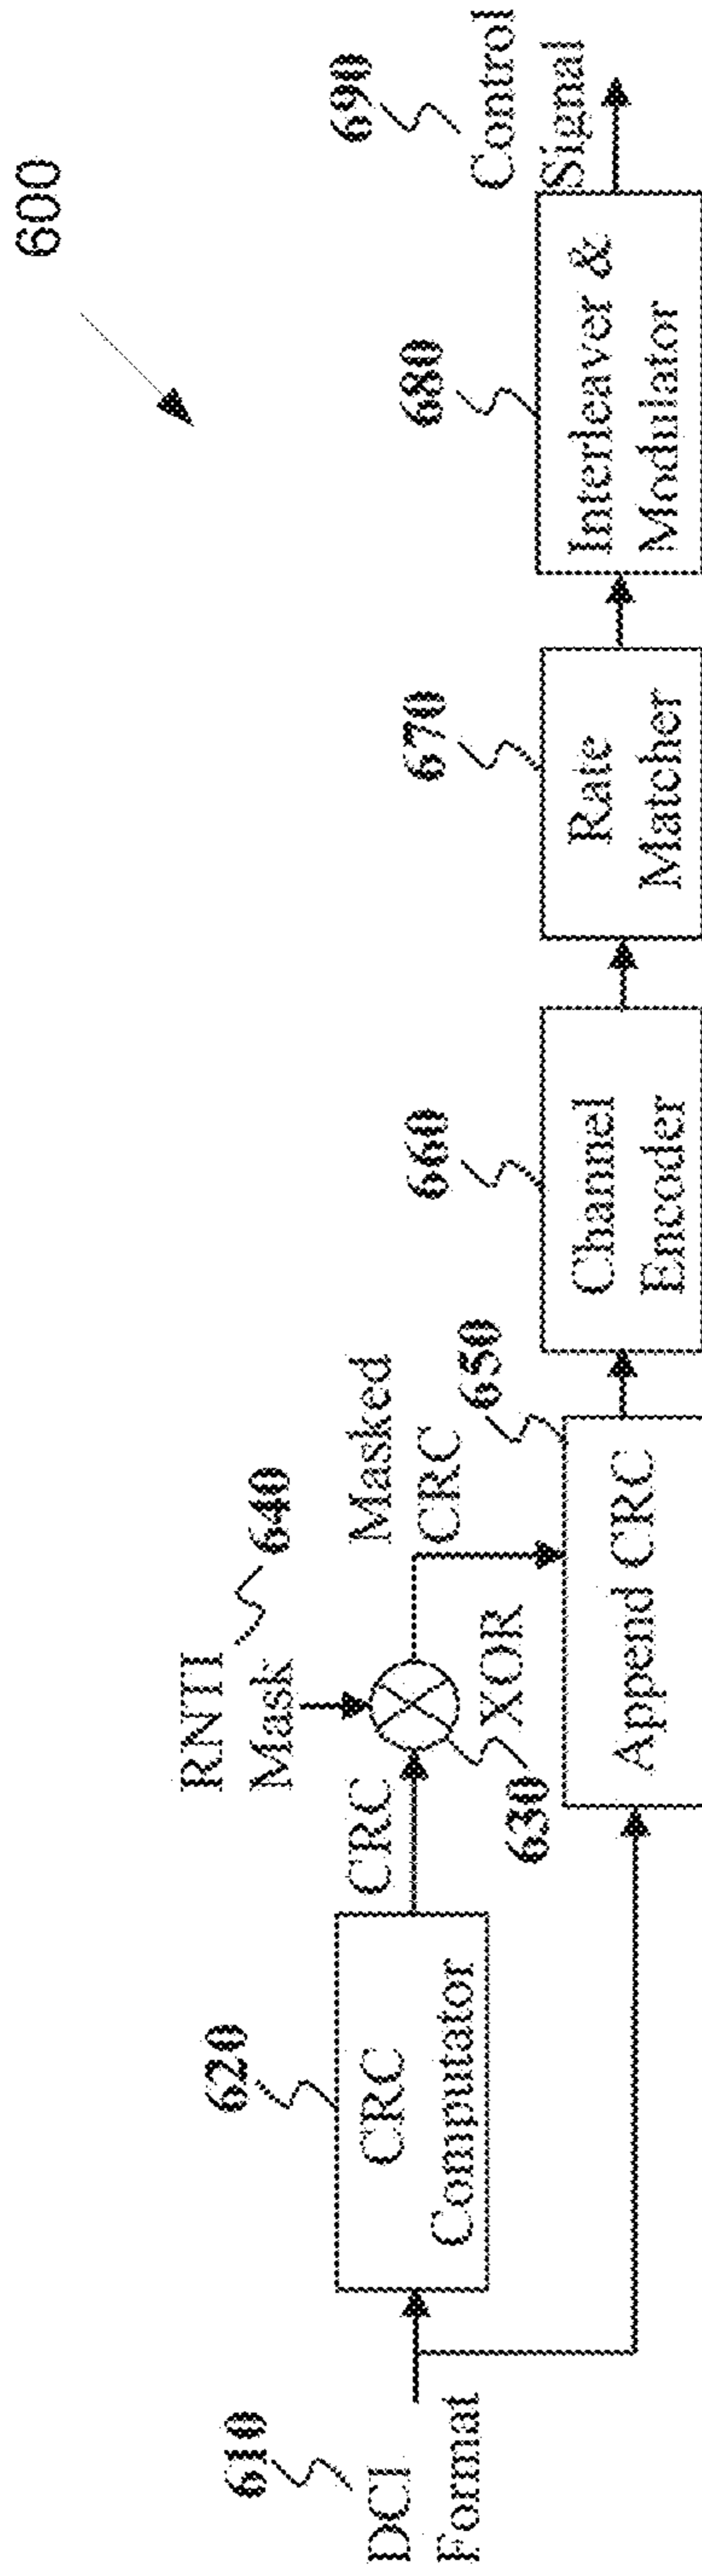 600
610
DCI
Format
620
CRC
Computator
CRC
RNTI
Mask
640
630
XOR
Masked
CRC
650
Append CRC
660
Channel
Encoder
670
Rate
Matcher
680
Interleaver &
Modulator
690
Control
Signal